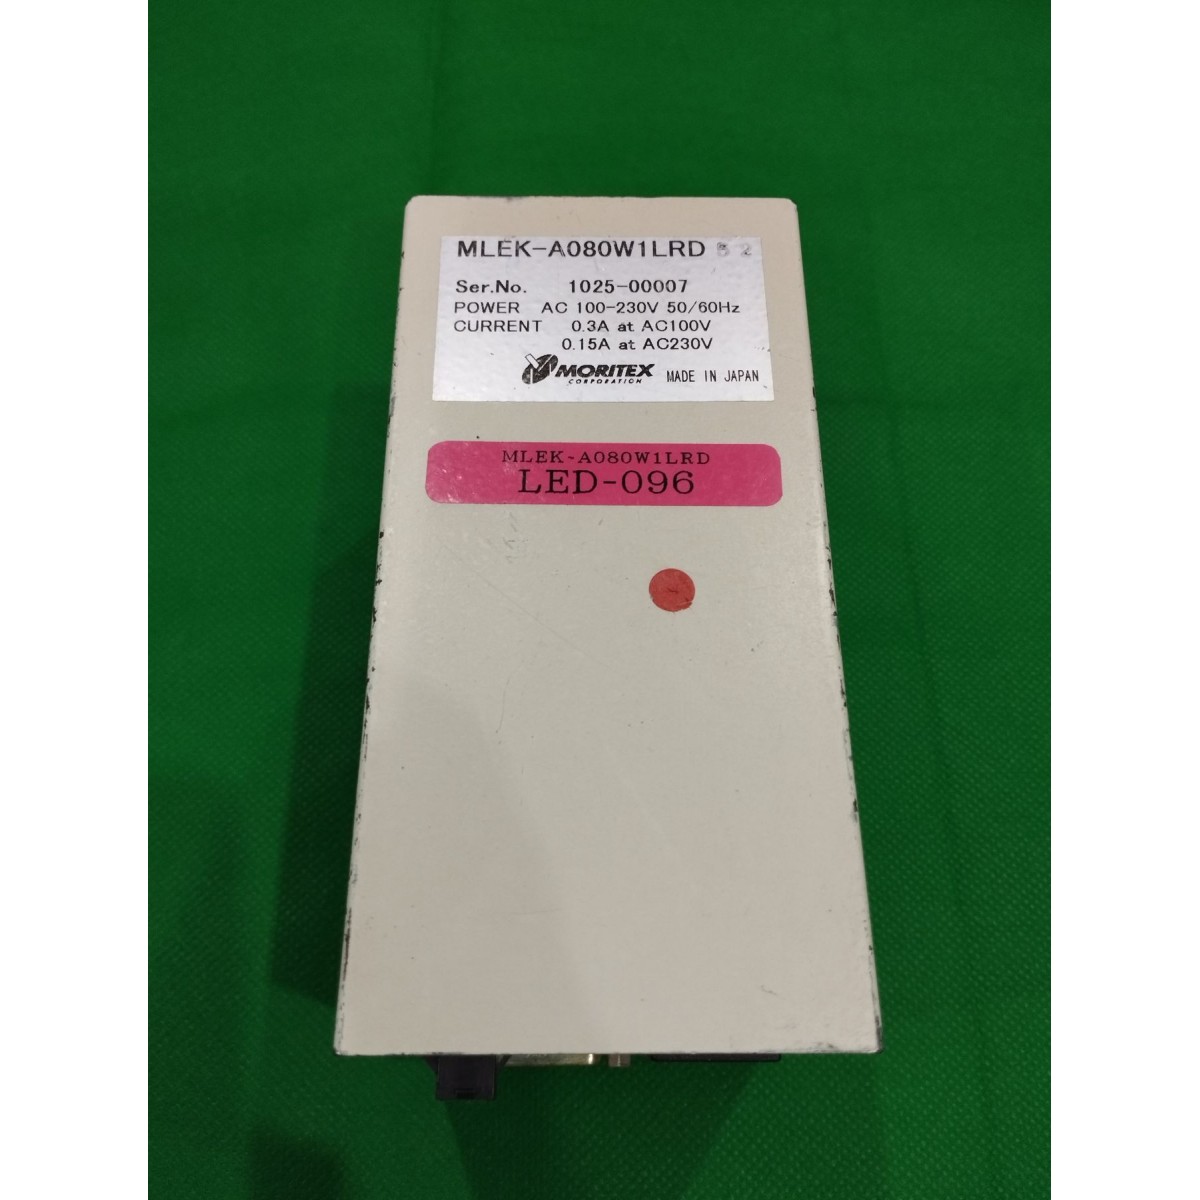 MLEK-A080W1LRD 2
Ser.No. 1025-00007
POWER AC 100-230V 50/60Hz
CURRENT 0.3A at AC100V
0.15A at AC230V
MORITEX
CORPORATION
MADE IN JAPAN
MLEK-A080W1LRD
LED-096